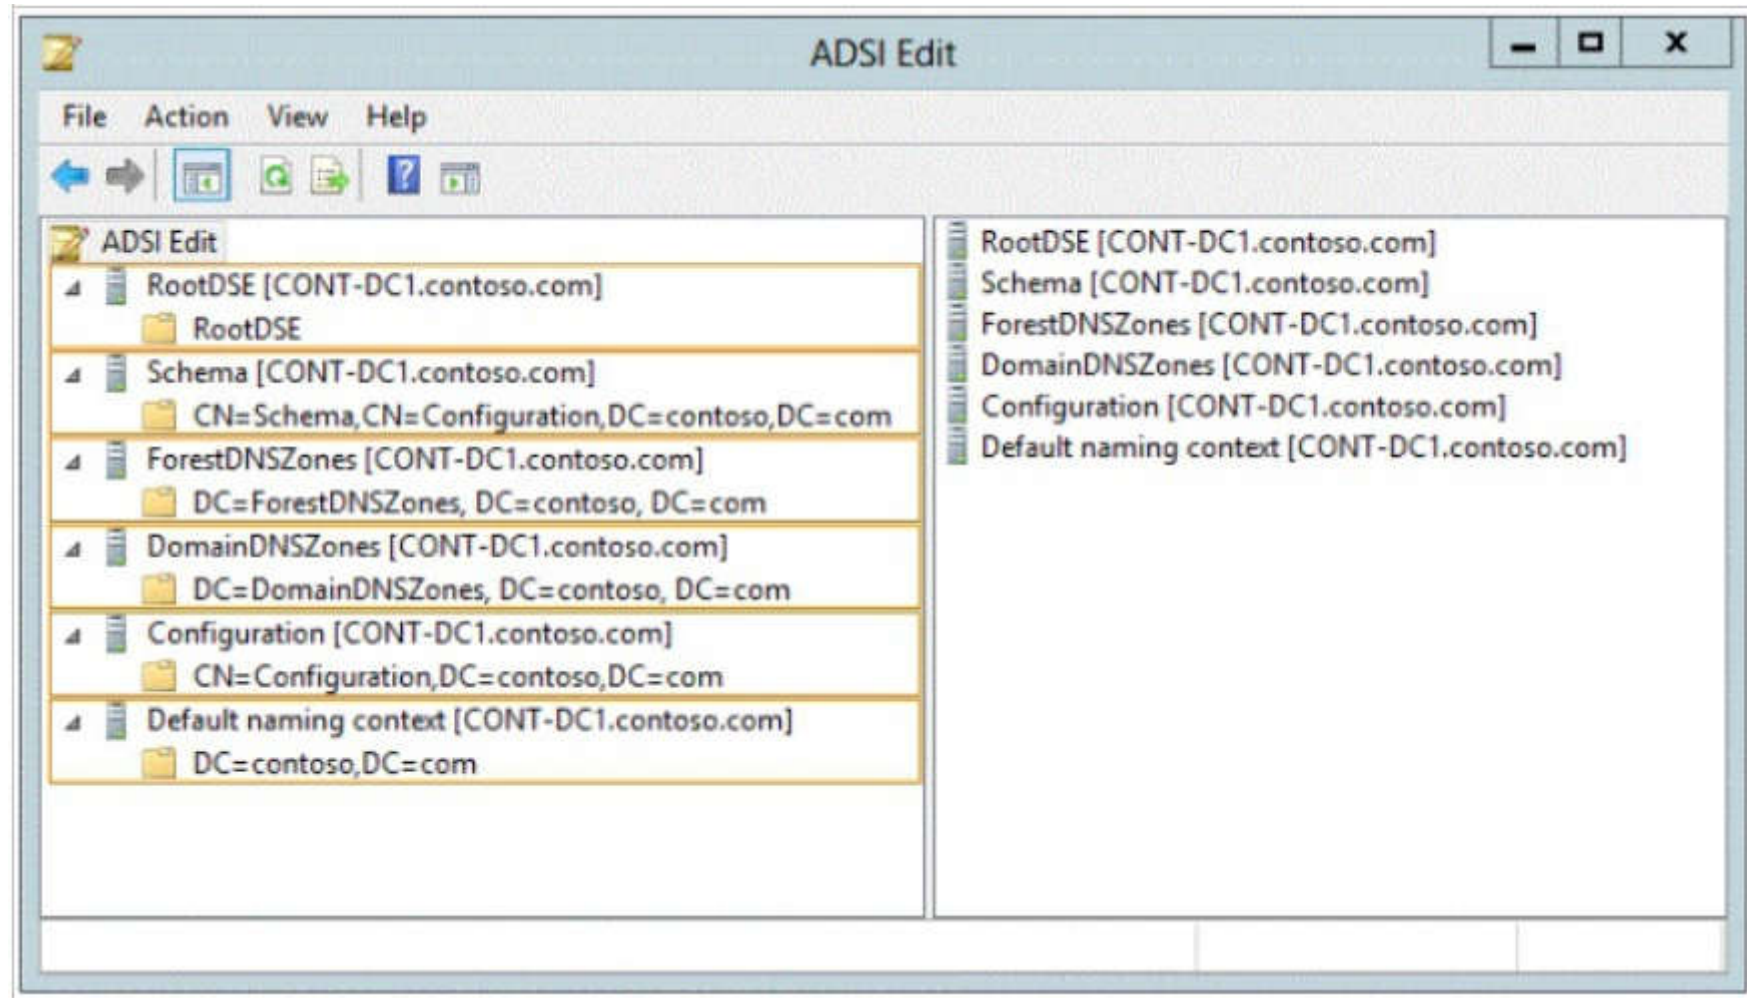 ADSI Edit
File Action View Help
ADSI Edit
RootDSE [CONT-DC1.contoso.com]
RootDSE
Schema [CONT-DC1.contoso.com]
CN=Schema,CN=Configuration,DC=contoso,DC=com
ForestDNSZones [CONT-DC1.contoso.com]
DC=ForestDNSZones, DC=contoso, DC=com
DomainDNSZones [CONT-DC1.contoso.com]
DC=DomainDNSZones, DC=contoso, DC=com
Configuration [CONT-DC1.contoso.com]
CN=Configuration,DC=contoso,DC=com
Default naming context [CONT-DC1.contoso.com]
DC=contoso,DC=com
RootDSE [CONT-DC1.contoso.com]
Schema [CONT-DC1.contoso.com]
ForestDNSZones [CONT-DC1.contoso.com]
DomainDNSZones [CONT-DC1.contoso.com]
Configuration [CONT-DC1.contoso.com]
Default naming context [CONT-DC1.contoso.com]